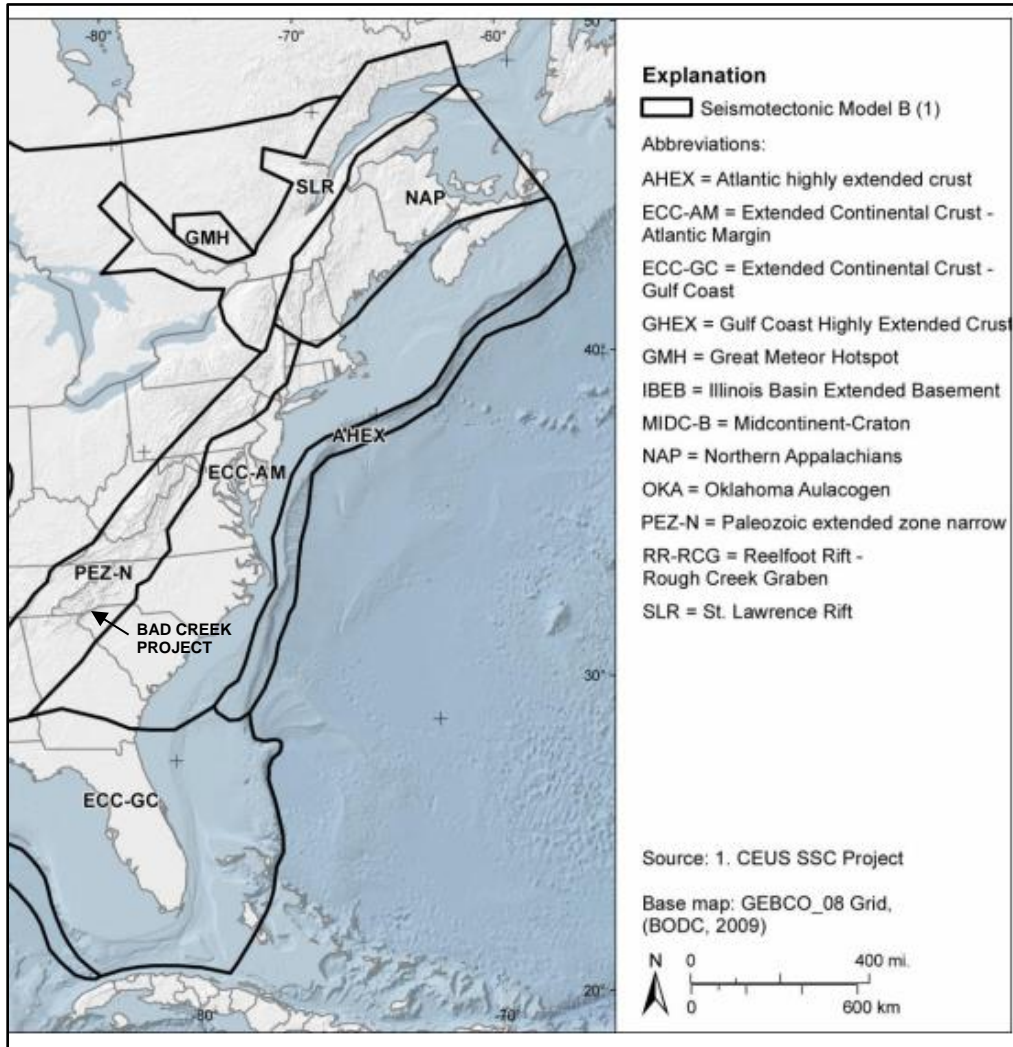 -80°
-70°
-60°
50°
SLR
NAP
GMH
40°
AHEX
ECC-AM
PEZ-N
BAD CREEK
PROJECT
30°
ECC-GC
20°
-80°
-70°
Explanation
Seismotectonic Model B (1)
Abbreviations:
AHEX = Atlantic highly extended crust
ECC-AM = Extended Continental Crust -
Atlantic Margin
ECC-GC = Extended Continental Crust -
Gulf Coast
GHEX = Gulf Coast Highly Extended Crust
GMH = Great Meteor Hotspot
IBEB = Illinois Basin Extended Basement
MIDC-B = Midcontinent-Craton
NAP = Northern Appalachians
OKA = Oklahoma Aulacogen
PEZ-N = Paleozoic extended zone narrow
RR-RCG = Reelfoot Rift -
Rough Creek Graben
SLR = St. Lawrence Rift
Source: 1. CEUS SSC Project
Base map: GEBCO_08 Grid,
(BODC, 2009)
N
0 400 mi.
0 600 km